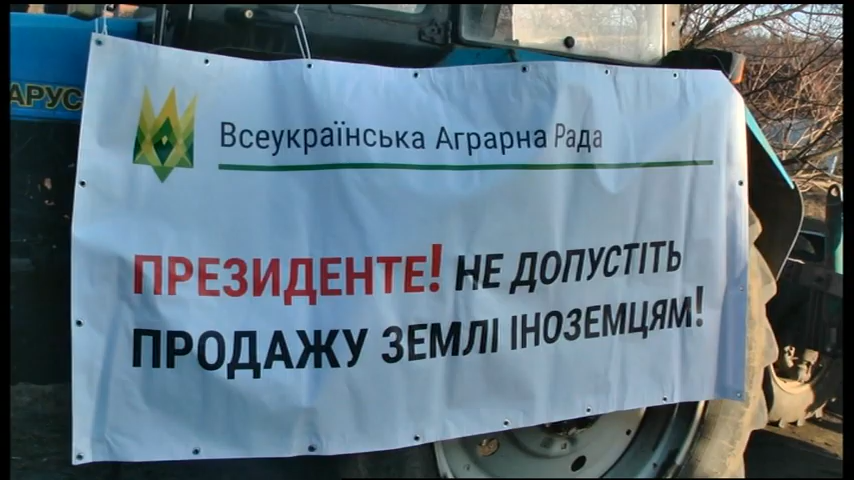 АРУС
Всеукраїнська Аграрна Рада
ПРЕЗИДЕНТЕ! НЕ ДОПУСТІТЬ
ПРОДАЖУ ЗЕМЛІ ІНОЗЕМЦЯМ!